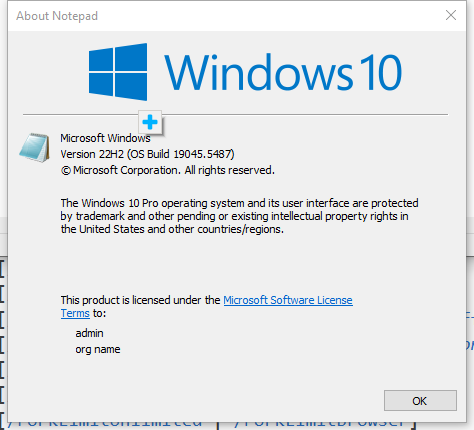 About Notepad
Windows 10
Microsoft Windows
Version 22H2 (OS Build 19045.5487)
© Microsoft Corporation. All rights reserved.
The Windows 10 Pro operating system and its user interface are protected
by trademark and other pending or existing intellectual property rights in
the United States and other countries/regions.
This product is licensed under the Microsoft Software License
Terms to:
admin
org name
OK